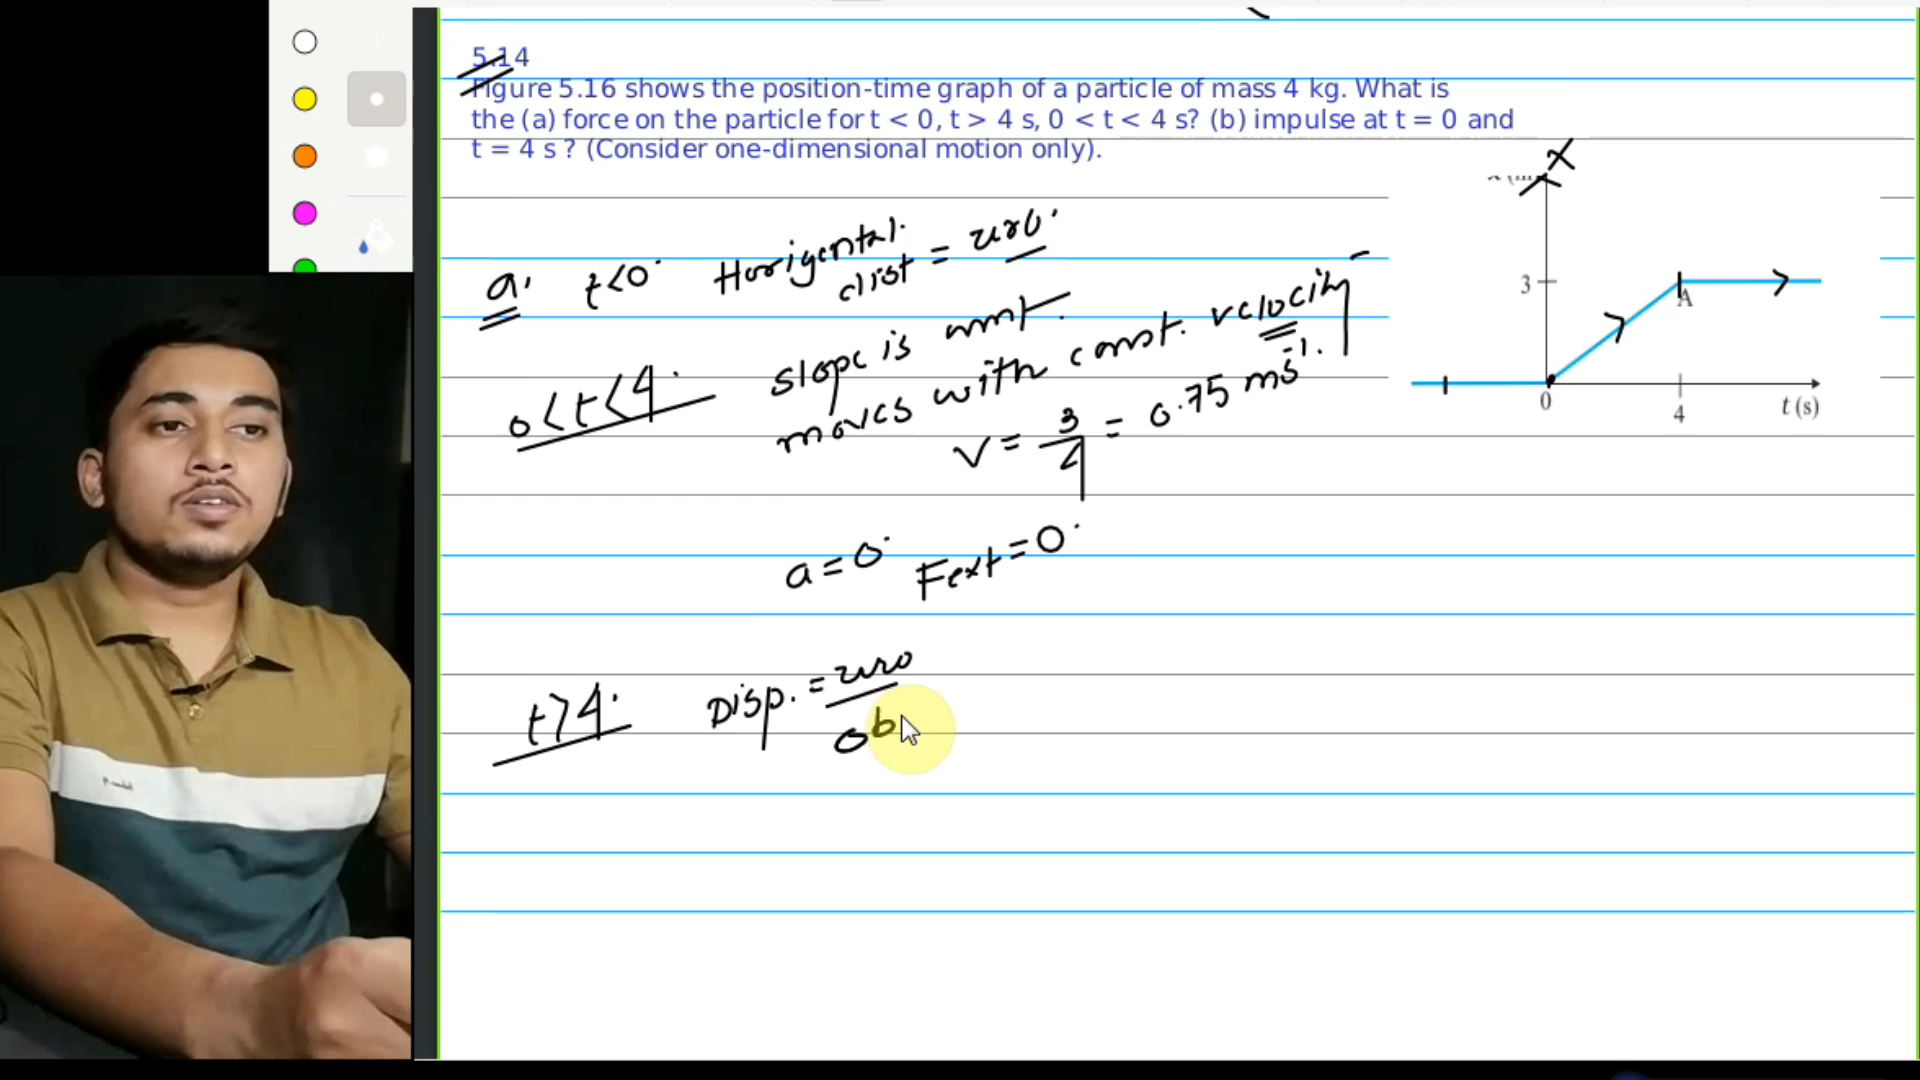 5.14
Figure 5.16 shows the position-time graph of a particle of mass 4 kg. What is
the (a) force on the particle for t < 0, t > 4 s, 0 < t < 4 s? (b) impulse at t = 0 and
t = 4 s ? (Consider one-dimensional motion only).
X
3
A
0
4
t (s)
a. t<0 Horizental dist = zero.
0<t<4. slope is const.
moves with const. velocity
v = 3/4 = 0.75 ms-1.
a=0 Fext=0
t>4. Disp. = zero
ob